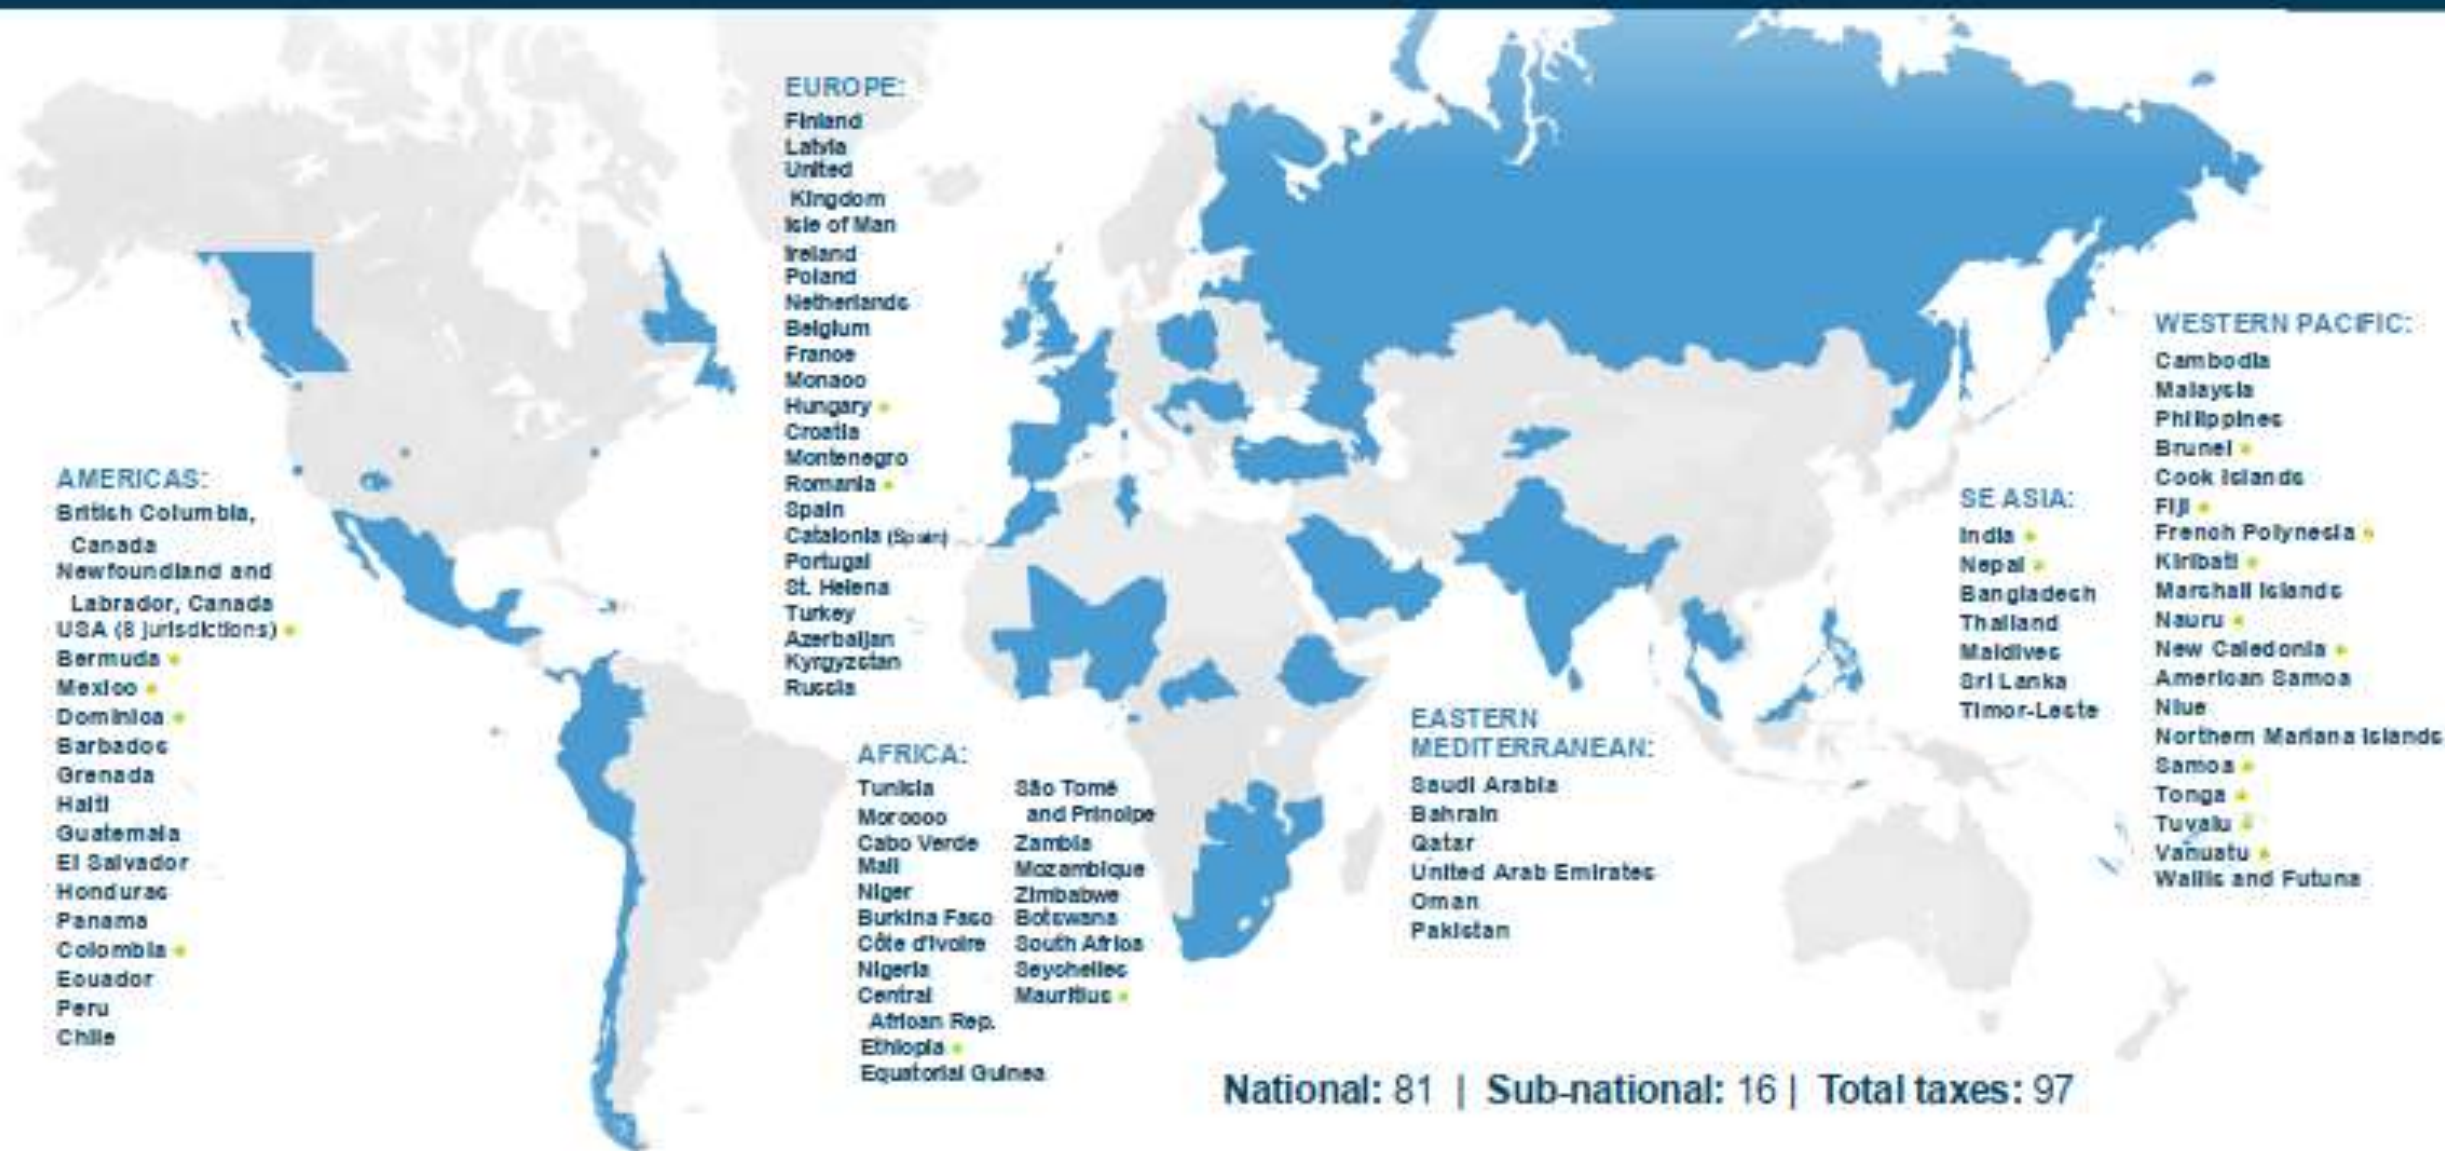 EUROPE:
Finland
Latvia
United
Kingdom
Isle of Man
Ireland
Poland
Netherlands
Belgium
France
Monaco
Hungary
Croatia
Montenegro
Romania
Spain
Catalonia (Spain)
Portugal
St. Helena
Turkey
Azerbaijan
Kyrgyzstan
Russia
AMERICAS:
British Columbia,
Canada
Newfoundland and
Labrador, Canada
USA (8 jurisdictions)
Bermuda
Mexico
Dominica
Barbados
Grenada
Haiti
Guatemala
El Salvador
Honduras
Panama
Colombia
Ecuador
Peru
Chile
AFRICA:
Tunisia
Morocco
Cabo Verde
Mali
Niger
Burkina Faso
Côte d'Ivoire
Nigeria
Central
African Rep.
Ethiopia
Equatorial Guinea
São Tomé
and Principe
Zambia
Mozambique
Zimbabwe
Botswana
South Africa
Seychelles
Mauritius
EASTERN
MEDITERRANEAN:
Saudi Arabia
Bahrain
Qatar
United Arab Emirates
Oman
Pakistan
SE ASIA:
India
Nepal
Bangladesh
Thailand
Maldives
Sri Lanka
Timor-Leste
WESTERN PACIFIC:
Cambodia
Malaysia
Philippines
Brunei
Cook Islands
Fiji
French Polynesia
Kiribati
Marshall Islands
Nauru
New Caledonia
American Samoa
Niue
Northern Mariana Islands
Samoa
Tonga
Tuvalu
Vanuatu
Wallis and Futuna
National: 81 | Sub-national: 16 | Total taxes: 97